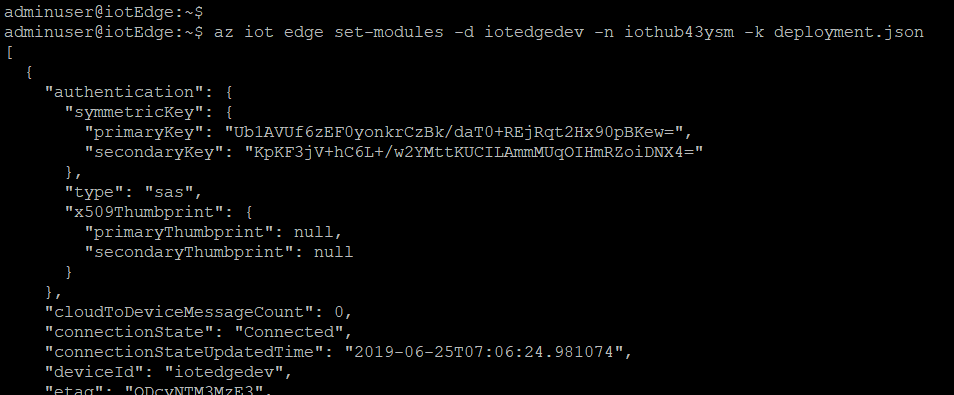 adminuser@iotEdge:~$
adminuser@iotEdge:~$ az iot edge set-modules -d iotedgedev -n iothub43ysm -k deployment.json
[
  {
    "authentication": {
      "symmetricKey": {
        "primaryKey": "Ub1AVUf6zEF0yonkrCzBk/daT0+REjRqt2Hx90pBKew=",
        "secondaryKey": "KpKF3jV+hC6L+/w2YMttKUCILAmmMUqOIHmRZoiDNX4="
      },
      "type": "sas",
      "x509Thumbprint": {
        "primaryThumbprint": null,
        "secondaryThumbprint": null
      }
    },
    "cloudToDeviceMessageCount": 0,
    "connectionState": "Connected",
    "connectionStateUpdatedTime": "2019-06-25T07:06:24.981074",
    "deviceId": "iotedgedev",
    "etag": "ODcyNTM3MzE3",